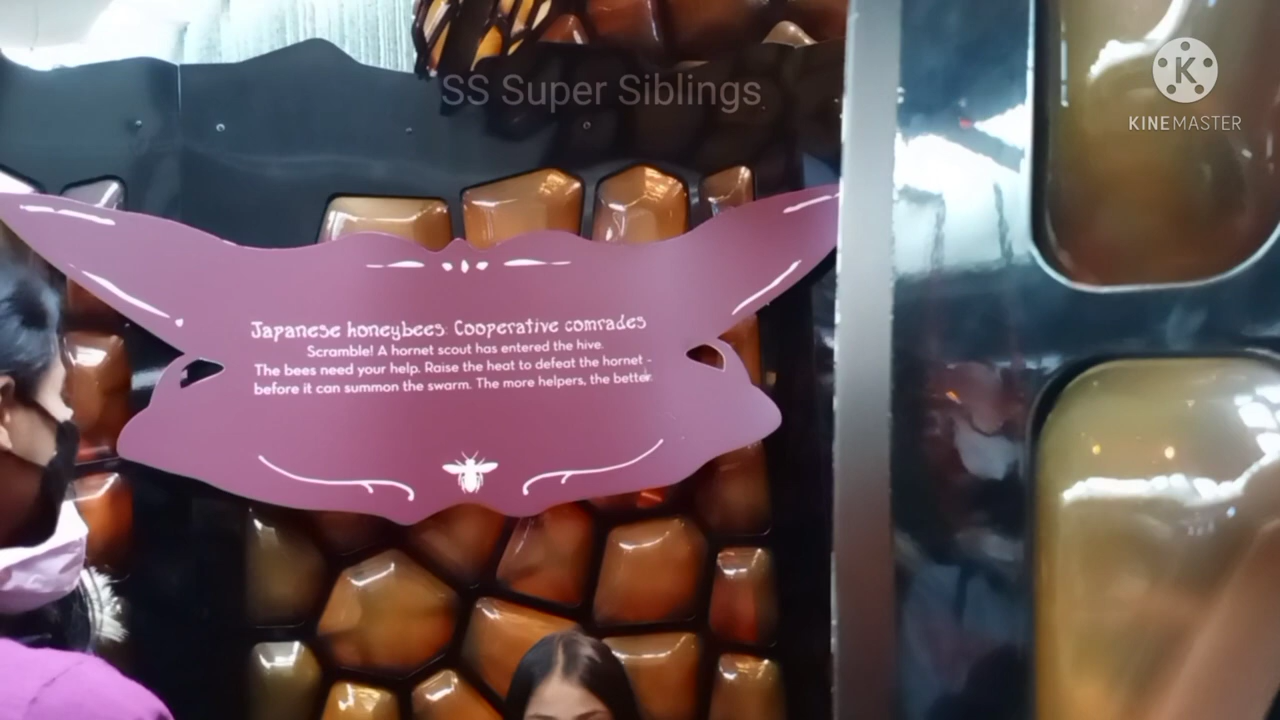 SS Super Siblings
K
KINEMASTER
Japanese honeybees: Cooperative comrades
Scramble! A hornet scout has entered the hive.
The bees need your help. Raise the heat to defeat the hornet -
before it can summon the swarm. The more helpers, the better.